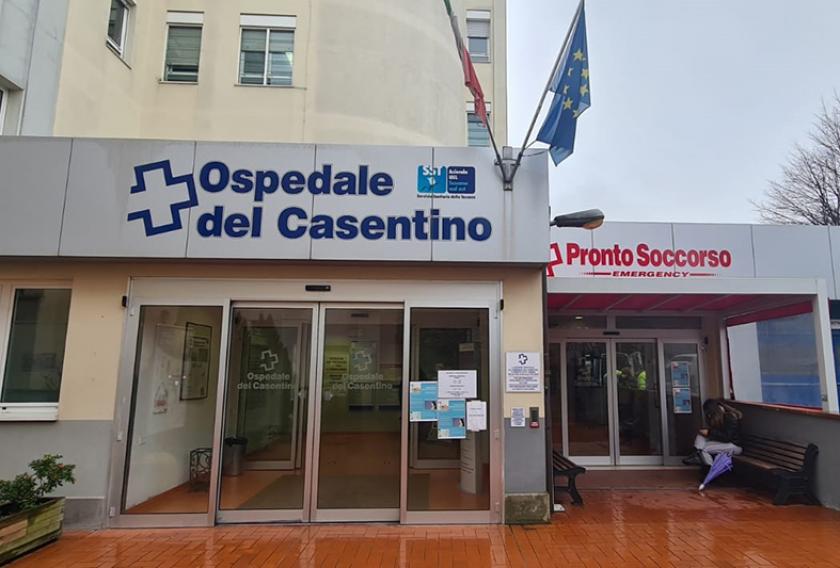 Ospedale
del Casentino
SST
Azienda
USL
Toscana
sud est
Servizio Sanitario della Toscana
Pronto Soccorso
EMERGENCY
Ospedale
del Casentino
Ospedale
del Casentino